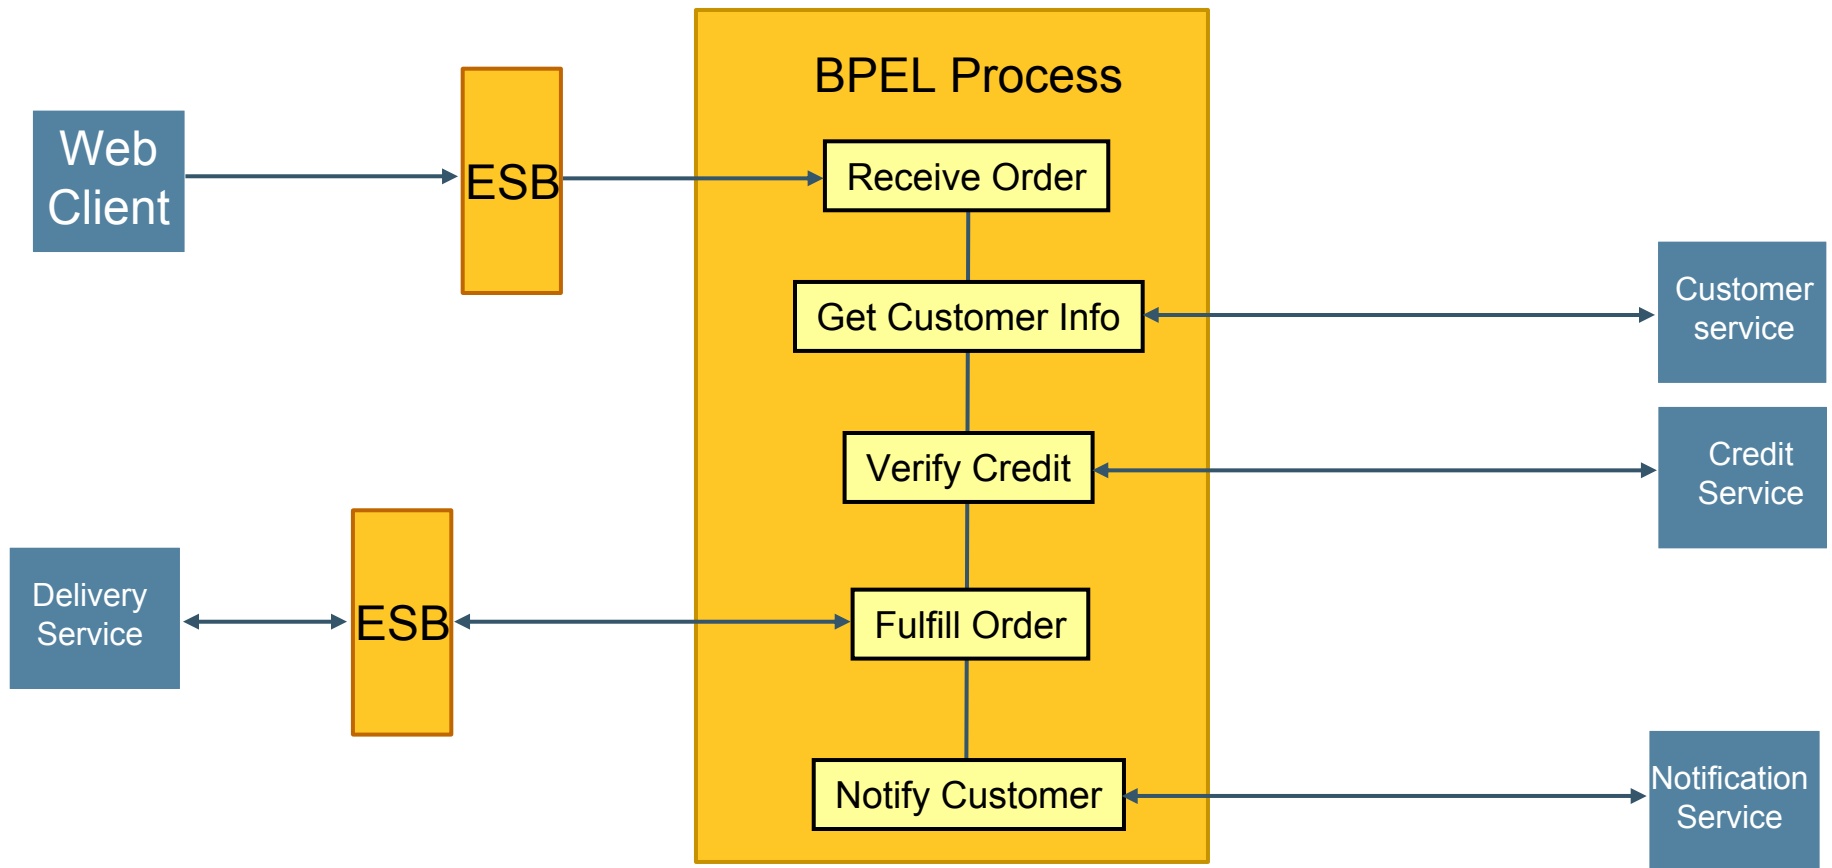 BPEL Process
Web
Client
ESB
Receive Order
Get Customer Info
Customer
service
Verify Credit
Credit
Service
Delivery
Service
ESB
Fulfill Order
Notify Customer
Notification
Service